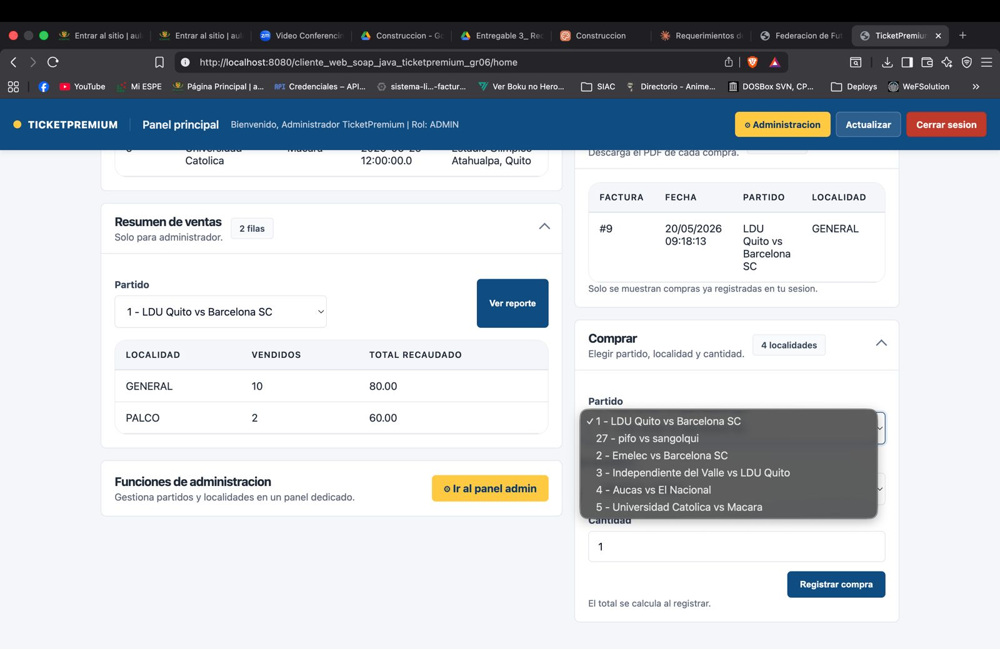 Entrar al sitio | aul
Entrar al sitio | aul
zm Video Conferencin
Construccion - Go
Entregable 3_ Rec
Construccion
Requerimientos de
Federacion de Fut
TicketPremium
http://localhost:8080/cliente_web_soap_java_ticketpremium_gr06/home
YouTube
Mi ESPE
Página Principal | a...
API Credenciales – API...
sistema-li...-factur...
Ver Boku no Hero...
SIAC
Directorio - Anime...
DOSBox SVN, CP...
Deploys
WeFSolution
TICKETPREMIUM
Panel principal
Bienvenido, Administrador TicketPremium | Rol: ADMIN
Administracion
Actualizar
Cerrar sesion
Universidad
Catolica
Macara
12:00:00.0
Estadio Olimpico
Atahualpa, Quito
Resumen de ventas
2 filas
Solo para administrador.
Partido
1 - LDU Quito vs Barcelona SC
Ver reporte
LOCALIDAD VENDIDOS TOTAL RECAUDADO
GENERAL 10 80.00
PALCO 2 60.00
Funciones de administracion
Gestiona partidos y localidades en un panel dedicado.
Ir al panel admin
Descarga el PDF de cada compra.
FACTURA FECHA PARTIDO LOCALIDAD
#9 20/05/2026 LDU GENERAL
09:18:13 Quito vs
Barcelona
SC
Solo se muestran compras ya registradas en tu sesion.
Comprar
4 localidades
Elegir partido, localidad y cantidad.
Partido
1 - LDU Quito vs Barcelona SC
27 - pifo vs sangolqui
2 - Emelec vs Barcelona SC
3 - Independiente del Valle vs LDU Quito
4 - Aucas vs El Nacional
5 - Universidad Catolica vs Macara
Cantidad
1
Registrar compra
El total se calcula al registrar.